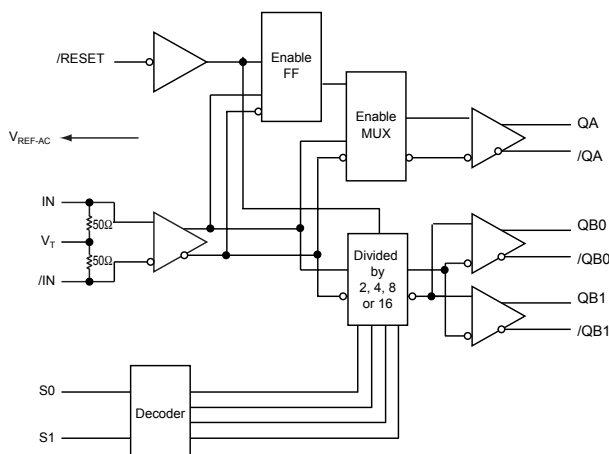 /RESET
Enable
FF
Enable
MUX
QA
/QA
VREF-AC
IN
50Ω
VT
50Ω
/IN
Divided
by
2, 4, 8
or 16
QB0
/QB0
QB1
/QB1
S0
Decoder
S1